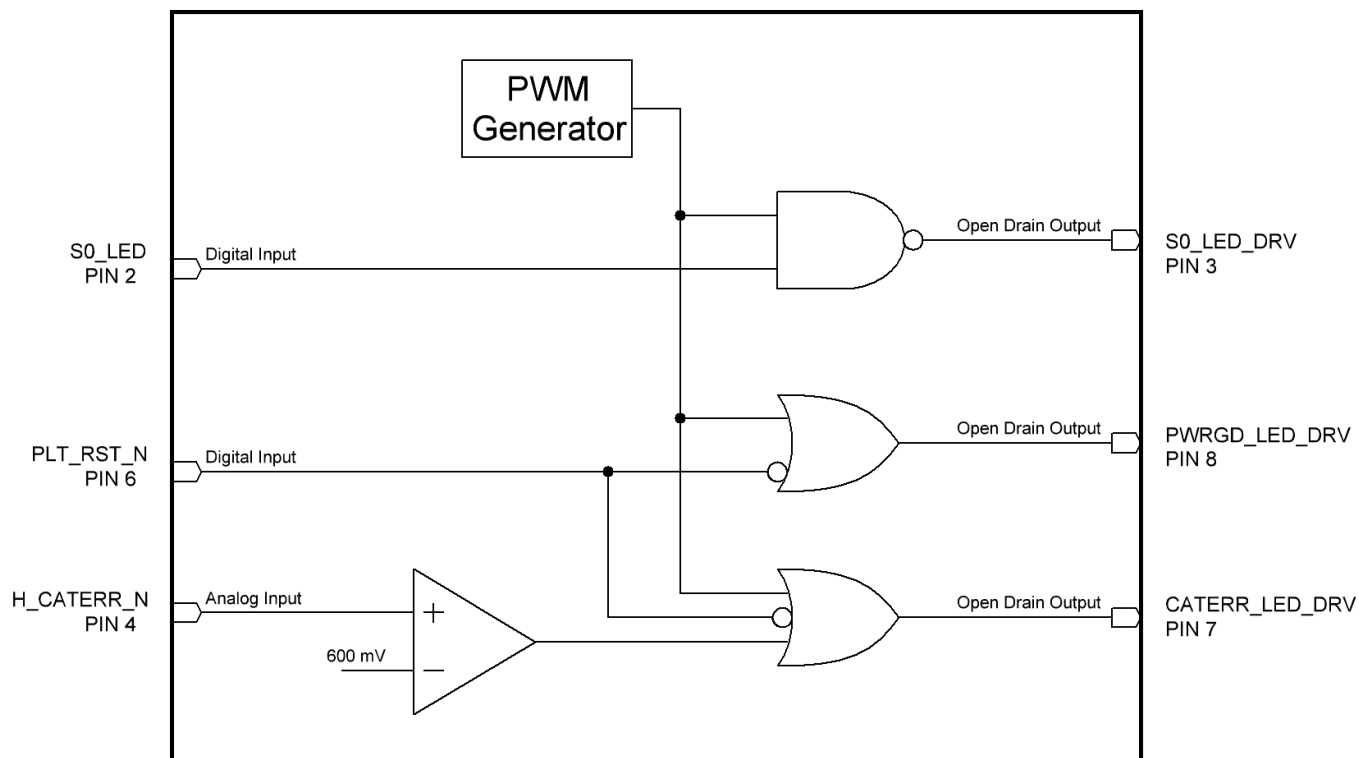 PWM
Generator
S0_LED
PIN 2
Digital Input
Open Drain Output
S0_LED_DRV
PIN 3
PLT_RST_N
PIN 6
Digital Input
Open Drain Output
PWRGD_LED_DRV
PIN 8
H_CATERR_N
PIN 4
Analog Input
+
600 mV
−
Open Drain Output
CATERR_LED_DRV
PIN 7